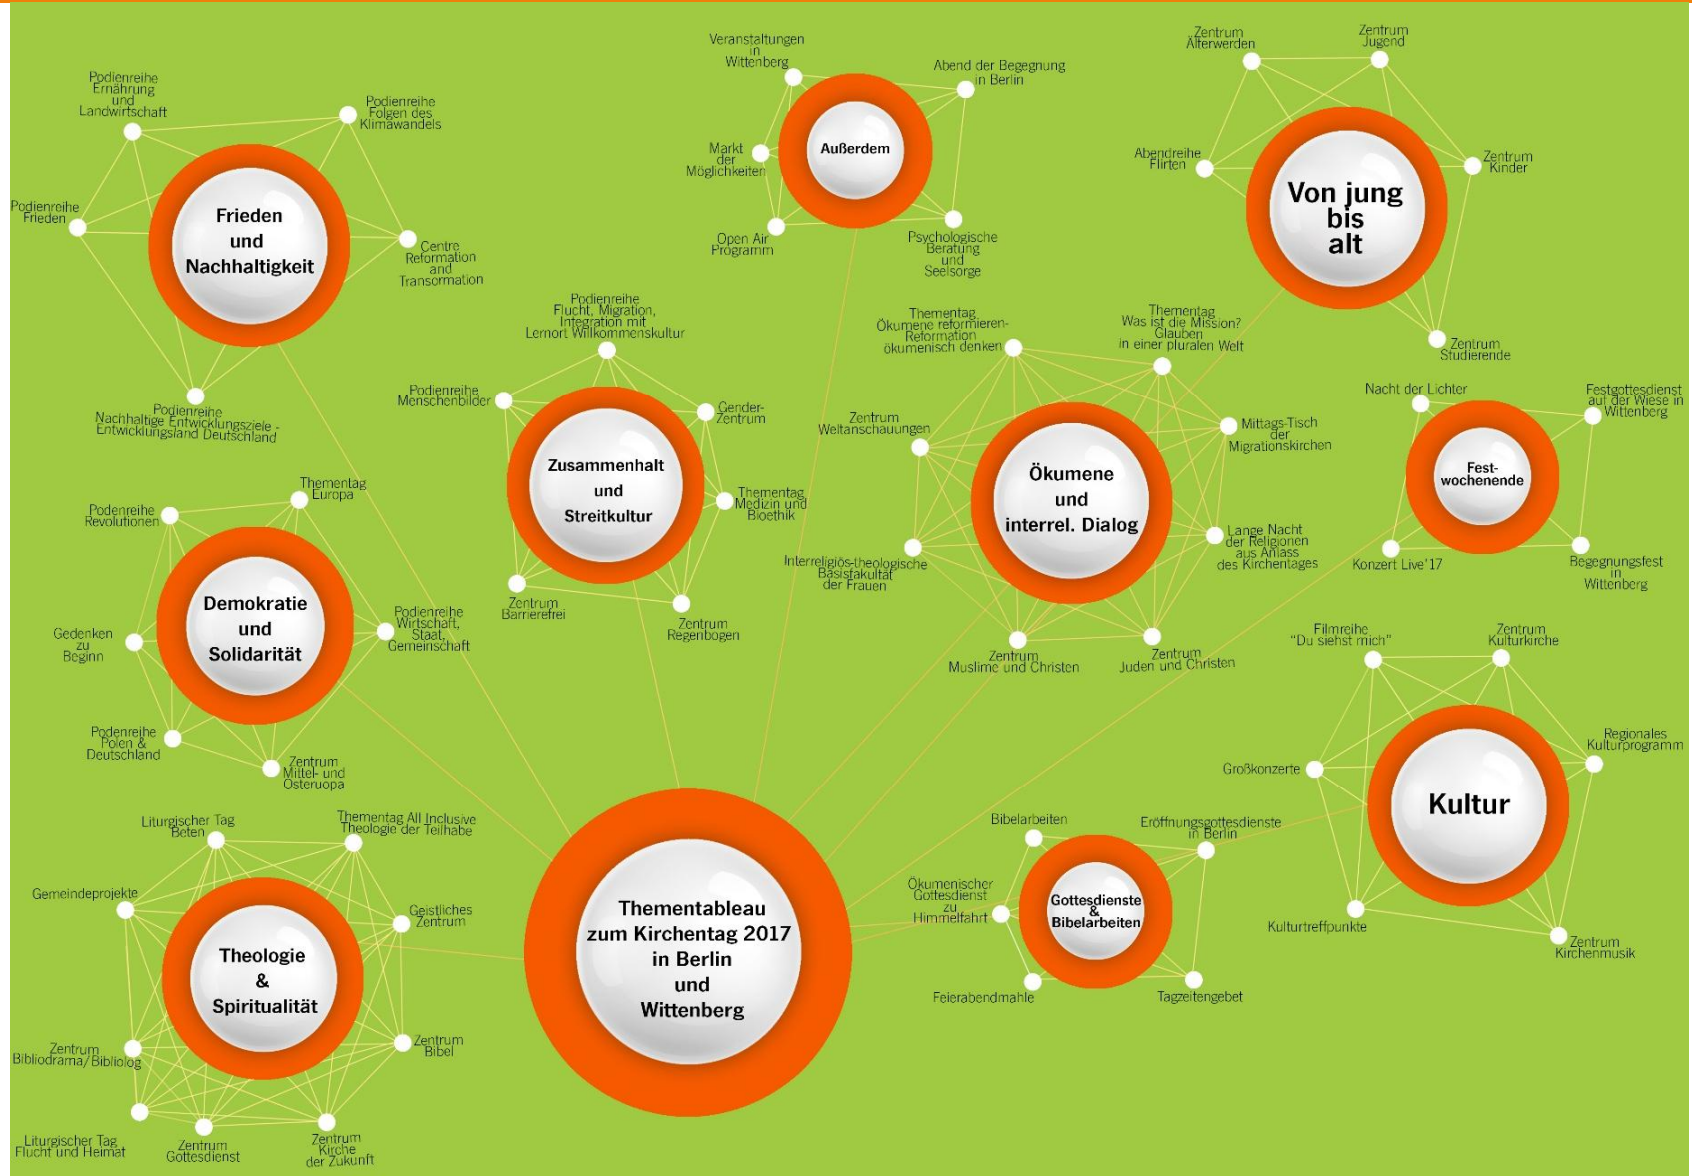 Podienreihe
Ernährung
und
Landwirtschaft
Podienreihe
Folgen des
Klimawandels
Podienreihe
Frieden
Frieden
und
Nachhaltigkeit
Centre
Reformation
and
Transormation
Podienreihe
Nachhaltige Entwicklungsziele -
Entwicklungsland Deutschland
Veranstaltungen
in
Wittenberg
Abend der Begegnung
in Berlin
Außerdem
Markt
der
Möglichkeiten
Open Air
Programm
Psychologische
Beratung
und
Seelsorge
Zentrum
Älterwerden
Zentrum
Jugend
Abendreihe
Flirten
Zentrum
Kinder
Von jung
bis
alt
Zentrum
Studierende
Podienreihe
Flucht, Migration,
Integration mit
Lernort Willkommenskultur
Podienreihe
Menschenbilder
Gender-
Zentrum
Zusammenhalt
und
Streitkultur
Thementag
Medizin und
Bioethik
Zentrum
Barrierefrei
Zentrum
Regenbogen
Thementag
Ökumene reformieren-
Reformation
ökumenisch denken
Thementag
Was ist die Mission?
Glauben
in einer pluralen Welt
Zentrum
Weltanschauungen
Mittags-Tisch
der
Migrationskirchen
Ökumene
und
interrel. Dialog
Interreligiös-theologische
Basisfakultät
der Frauen
Lange Nacht
der Religionen
aus Anlass
des Kirchentages
Zentrum
Muslime und Christen
Zentrum
Juden und Christen
Nacht der Lichter
Festgottesdienst
auf der Wiese in
Wittenberg
Fest-
wochenende
Konzert Live'17
Begegnungsfest
in
Wittenberg
Podenreihe
Revolutionen
Thementag
Europa
Demokratie
und
Solidarität
Gedenken
zu
Beginn
Podienreihe
Wirtschaft,
Staat,
Gemeinschaft
Podenreihe
Polen &
Deutschland
Zentrum
Mittel- und
Osteruopa
Filmreihe
“Du siehst mich”
Zentrum
Kulturkirche
Großkonzerte
Regionales
Kulturprogramm
Kultur
Kulturtreffpunkte
Zentrum
Kirchenmusik
Liturgischer Tag
Beten
Thementag All Inclusive
Theologie der Teilhabe
Gemeindeprojekte
Geistliches
Zentrum
Theologie
&
Spiritualität
Zentrum
Bibliodrama/Bibliolog
Zentrum
Bibel
Liturgischer Tag
Flucht und Heimat
Zentrum
Gottesdienst
Zentrum
Kirche
der Zukunft
Thementableau
zum Kirchentag 2017
in Berlin
und
Wittenberg
Bibelarbeiten
Eröffnungsgottesdienste
in Berlin
Ökumenischer
Gottesdienst
zu
Himmelfahrt
Gottesdienste
&
Bibelarbeiten
Feierabendmahle
Tagzeitengebet